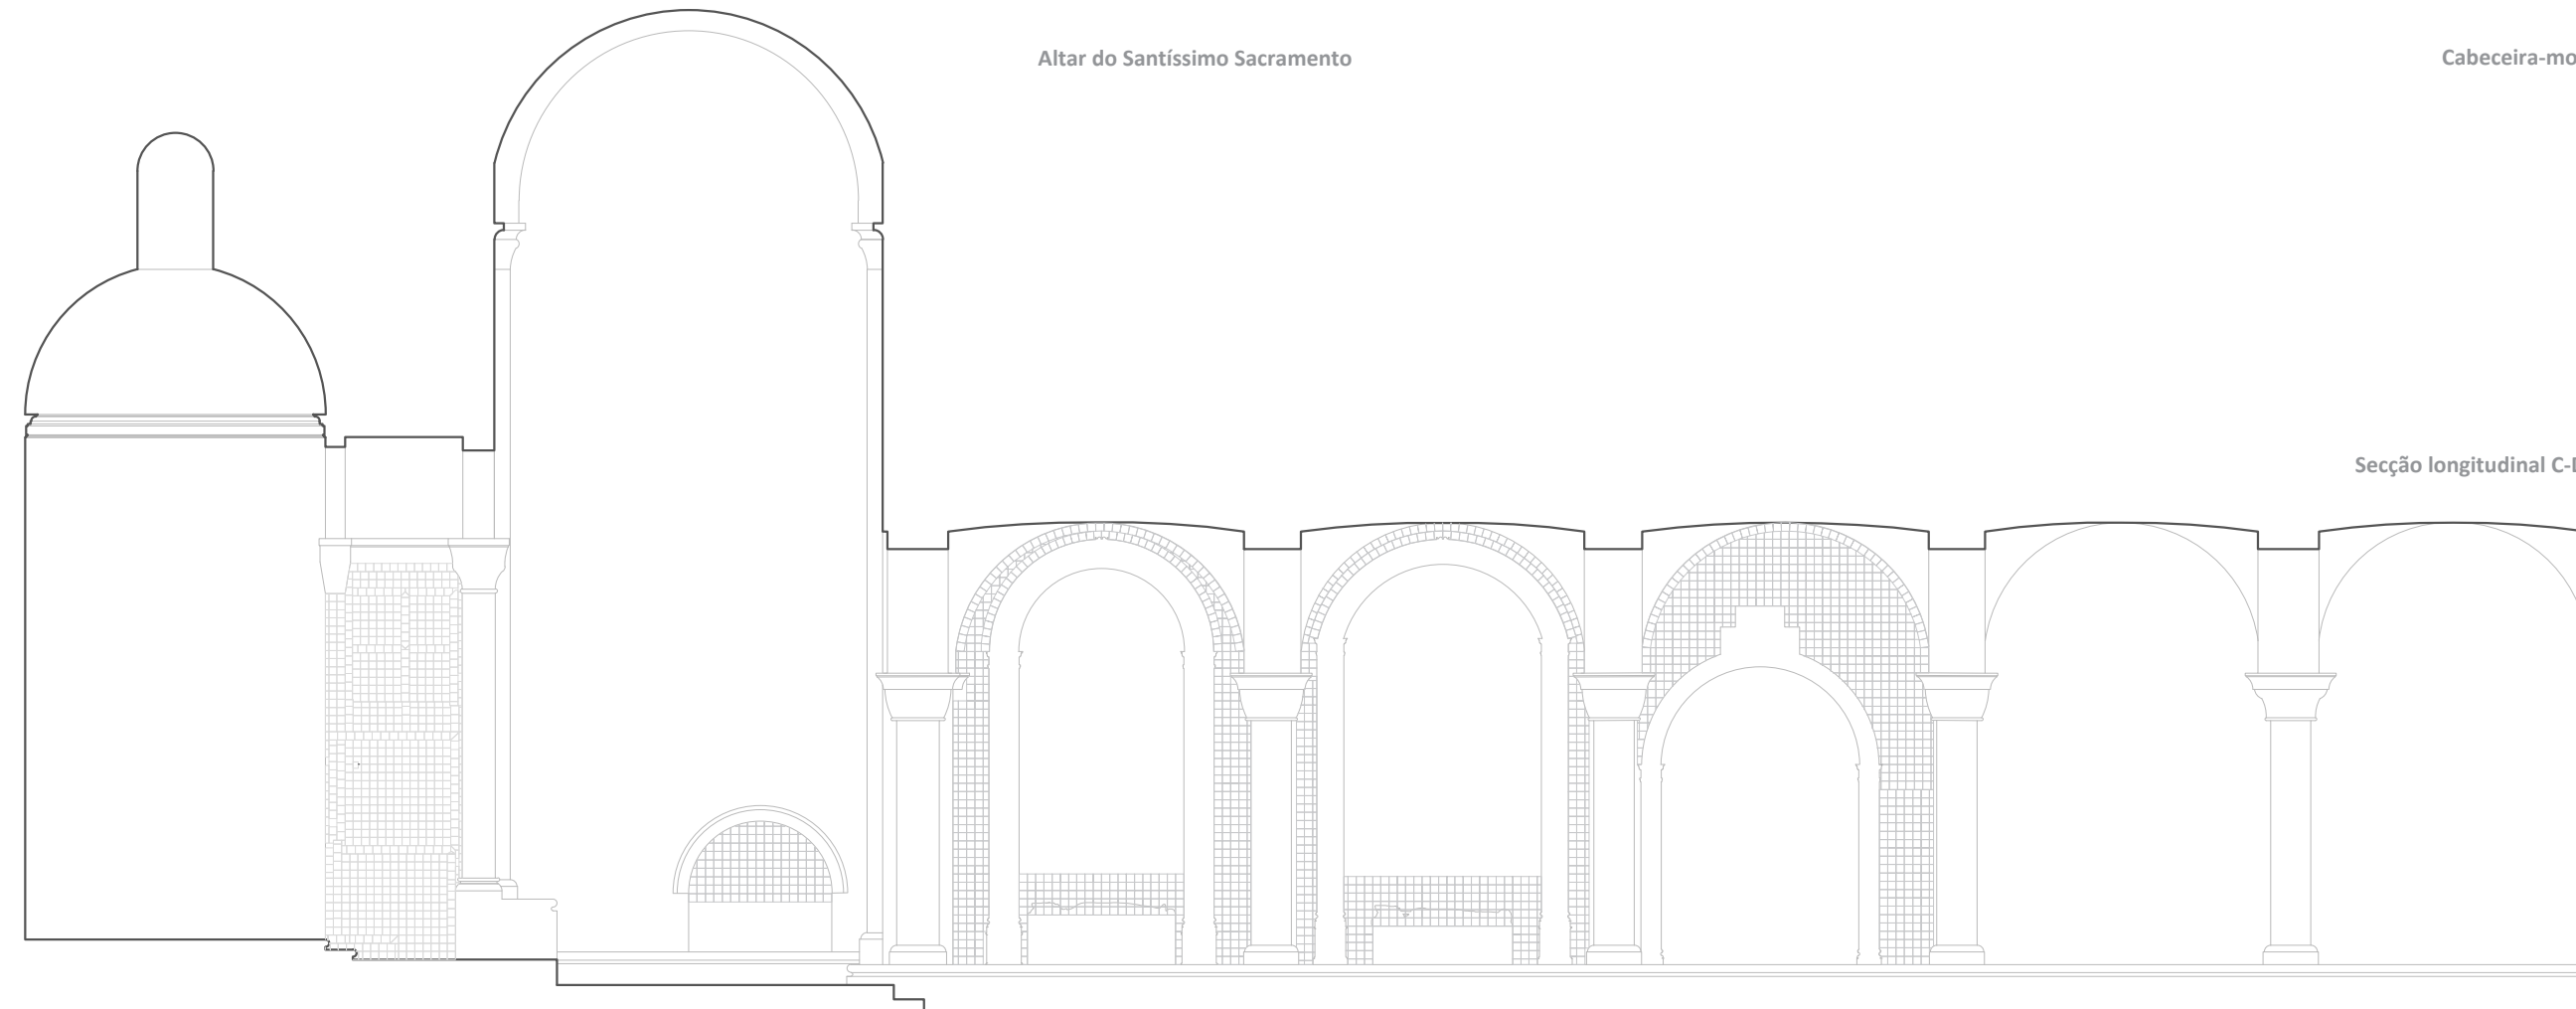 Altar do Santíssimo Sacramento
Cabeceira-mo
Secção longitudinal C-